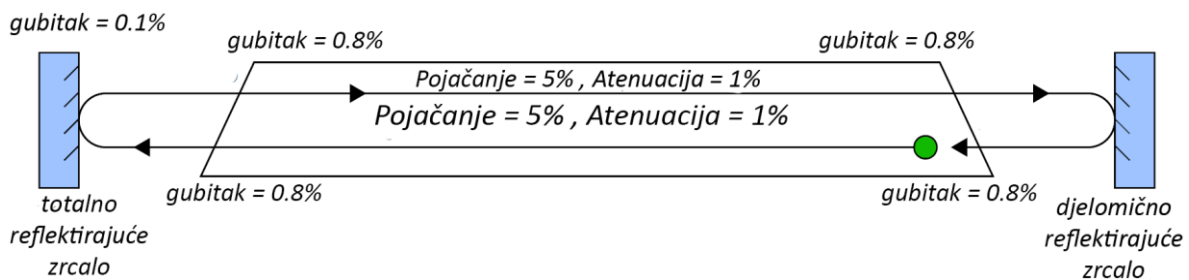 gubitak = 0.1%
gubitak = 0.8%
gubitak = 0.8%
Pojačanje = 5% , Atenuacija = 1%
Pojačanje = 5% , Atenuacija = 1%
gubitak = 0.8%
gubitak = 0.8%
totalno
reflektirajuće
zrcalo
djelomično
reflektirajuće
zrcalo